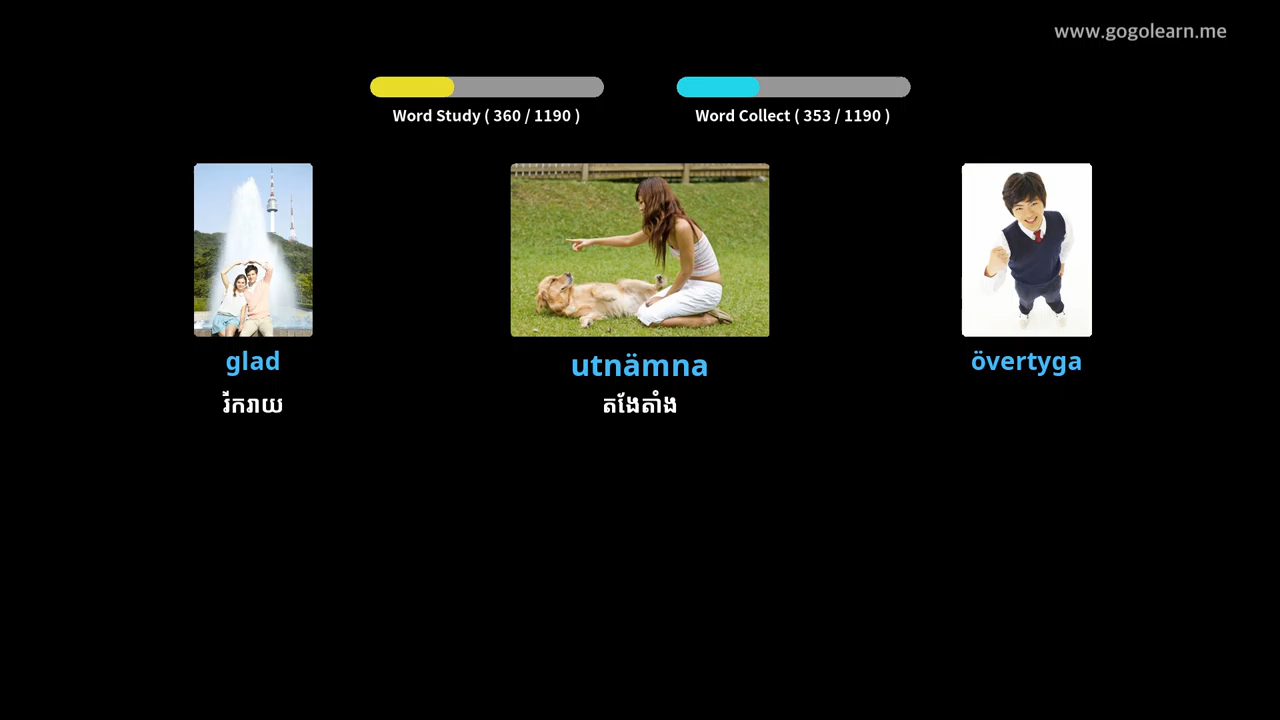 www.gogolearn.me
Word Study ( 360 / 1190 )
Word Collect ( 353 / 1190 )
glad
utnämna
övertyga
រីករាយ
តែងតាំង